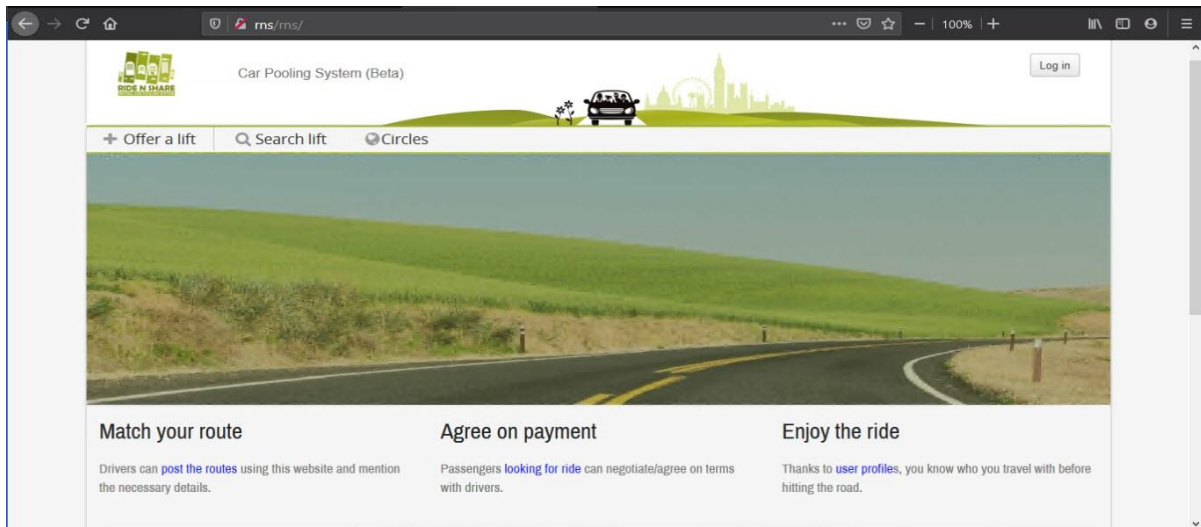 rns/rns/
100%
RIDE N SHARE
Car Pooling System (Beta)
Log in
Offer a lift
Search lift
Circles
Match your route
Agree on payment
Enjoy the ride
Drivers can post the routes using this website and mention
the necessary details.
Passengers looking for ride can negotiate/agree on terms
with drivers.
Thanks to user profiles, you know who you travel with before
hitting the road.